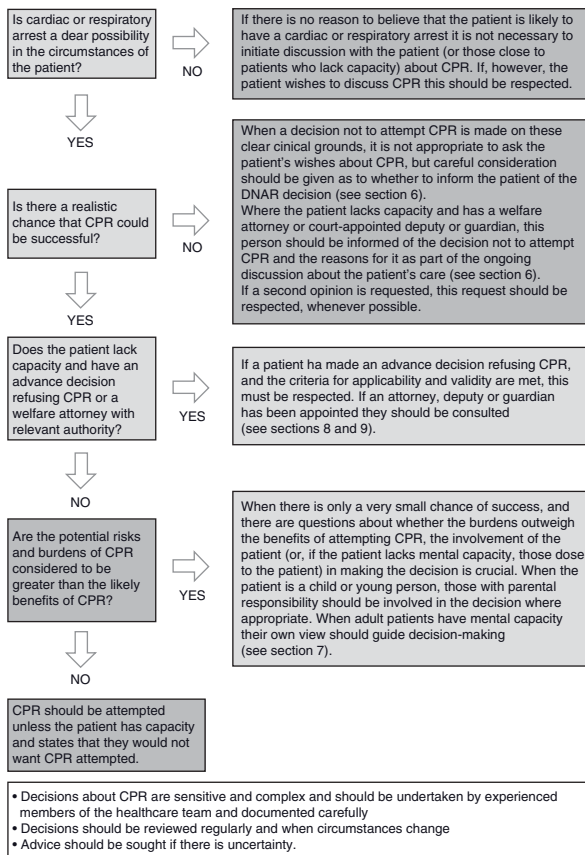 Is cardiac or respiratory
arrest a dear possibility
in the circumstances of
the patient?
NO
If there is no reason to believe that the patient is likely to
have a cardiac or respiratory arrest it is not necessary to
initiate discussion with the patient (or those close to
patients who lack capacity) about CPR. If, however, the
patient wishes to discuss CPR this should be respected.
YES
Is there a realistic
chance that CPR could
be successful?
NO
When a decision not to attempt CPR is made on these
clear cinical grounds, it is not appropriate to ask the
patient's wishes about CPR, but careful consideration
should be given as to whether to inform the patient of the
DNAR decision (see section 6).
Where the patient lacks capacity and has a welfare
attorney or court-appointed deputy or guardian, this
person should be informed of the decision not to attempt
CPR and the reasons for it as part of the ongoing
discussion about the patient's care (see section 6).
If a second opinion is requested, this request should be
respected, whenever possible.
YES
Does the patient lack
capacity and have an
advance decision
refusing CPR or a
welfare attorney with
relevant authority?
YES
If a patient ha made an advance decision refusing CPR,
and the criteria for applicability and validity are met, this
must be respected. If an attorney, deputy or guardian
has been appointed they should be consulted
(see sections 8 and 9).
NO
Are the potential risks
and burdens of CPR
considered to be
greater than the likely
benefits of CPR?
YES
When there is only a very small chance of success, and
there are questions about whether the burdens outweigh
the benefits of attempting CPR, the involvement of the
patient (or, if the patient lacks mental capacity, those dose
to the patient) in making the decision is crucial. When the
patient is a child or young person, those with parental
responsibility should be involved in the decision where
appropriate. When adult patients have mental capacity
their own view should guide decision-making
(see section 7).
NO
CPR should be attempted
unless the patient has capacity
and states that they would not
want CPR attempted.
• Decisions about CPR are sensitive and complex and should be undertaken by experienced
members of the healthcare team and documented carefully
• Decisions should be reviewed regularly and when circumstances change
• Advice should be sought if there is uncertainty.